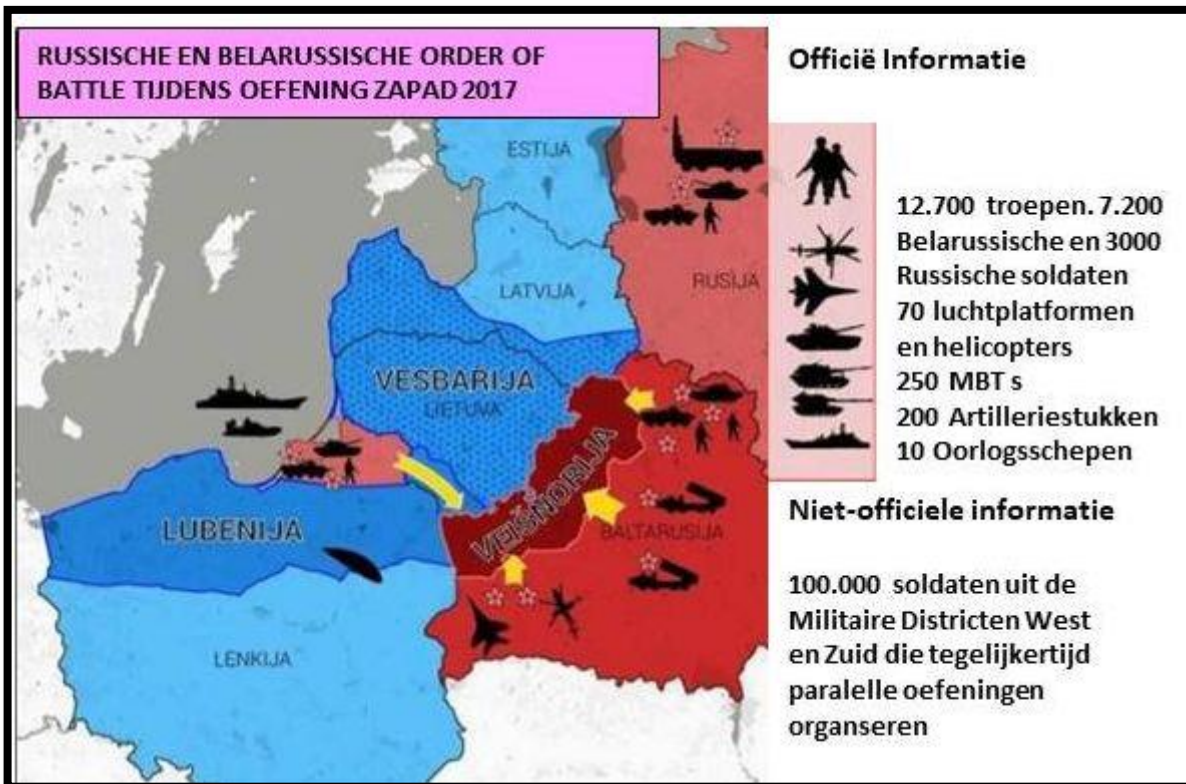 RUSSISCHE EN BELARUSSISCHE ORDER OF
BATTLE TIJDENS OEFENING ZAPAD 2017
ESTIJA
LATVIJA
RUSIJA
VESBARIJA
LIETUVA
LUBENIJA
VEIŠNORIJA
BALTARUSIJA
LENKIJA
Officië Informatie
12.700 troepen. 7.200
Belarussische en 3000
Russische soldaten
70 luchtplatformen
en helicopters
250 MBT s
200 Artilleriestukken
10 Oorlogsschepen
Niet-officiele informatie
100.000 soldaten uit de
Militaire Districten West
en Zuid die tegelijkertijd
paralelle oefeningen
organseren